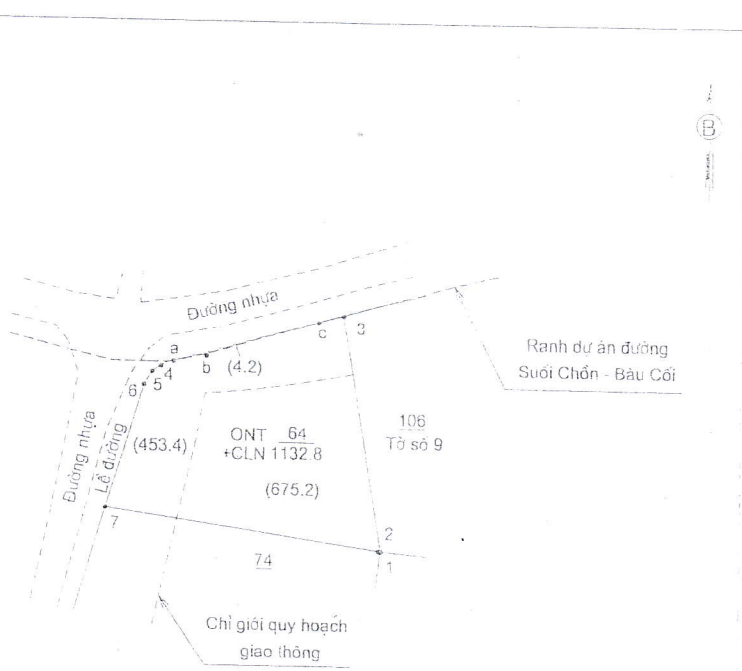 B
Đường nhựa
a
b
c
3
4
5
6
(4.2)
Ranh dự án đường
Suối Chồn - Bàu Cối
Đường nhựa
Lề đường
(453.4)
ONT 64
+CLN 1132.8
(675.2)
106
Tờ số 9
7
2
1
74
Chỉ giới quy hoạch
giao thông